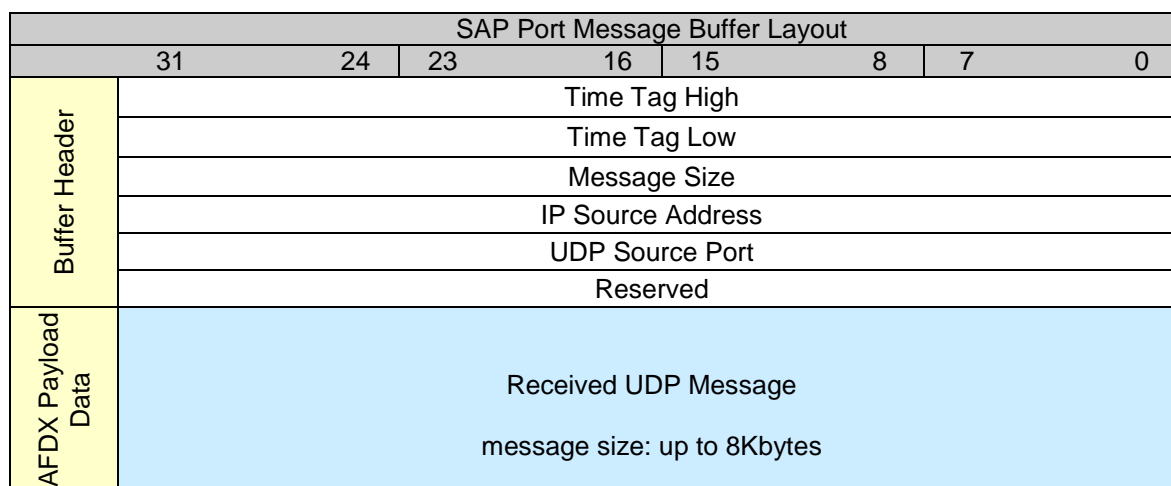 SAP Port Message Buffer Layout
31 24 23 16 15 8 7 0
Buffer Header
Time Tag High
Time Tag Low
Message Size
IP Source Address
UDP Source Port
Reserved
AFDX Payload
Data
Received UDP Message
message size: up to 8Kbytes